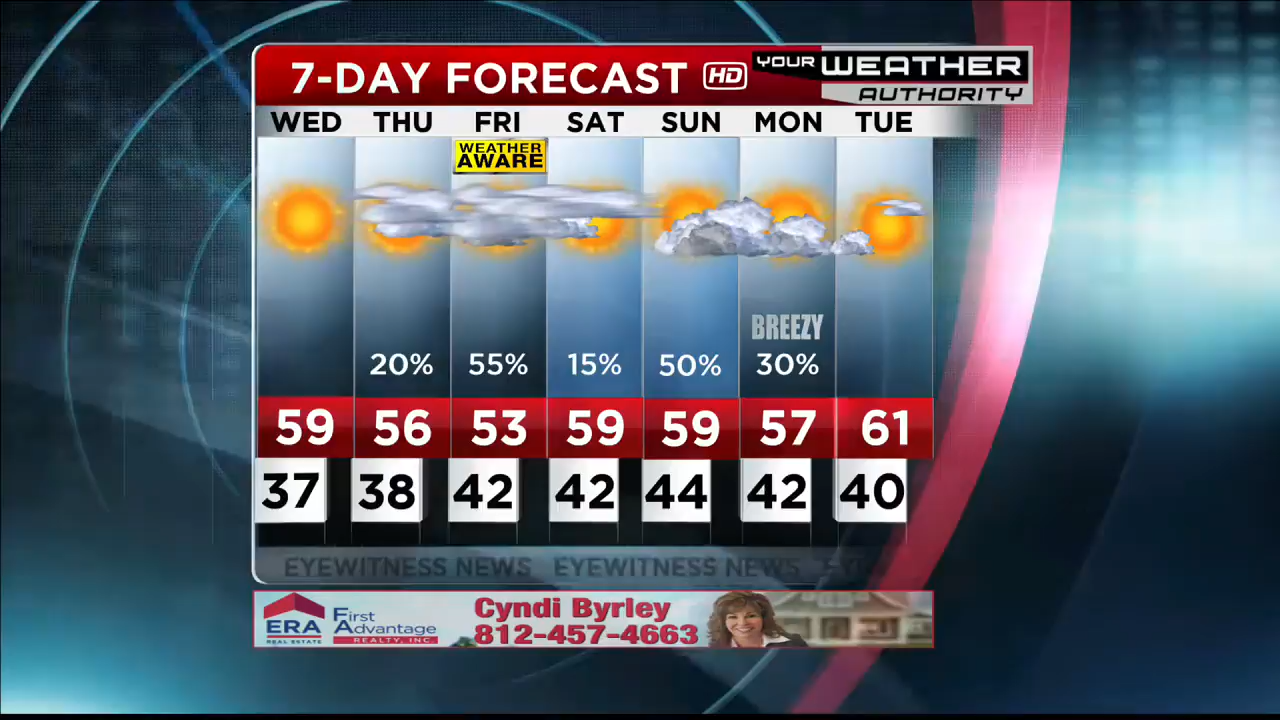 7-DAY FORECAST HD YOUR WEATHER
AUTHORITY
WED THU FRI SAT SUN MON TUE
WEATHER
AWARE
BREEZY
20% 55% 15% 50% 30%
59 56 53 59 59 57 61
37 38 42 42 44 42 40
EYEWITNESS NEWS EYEWITNESS NEWS
ERA
REAL ESTATE
First
Advantage
REALTY, INC.
Cyndi Byrley
812-457-4663